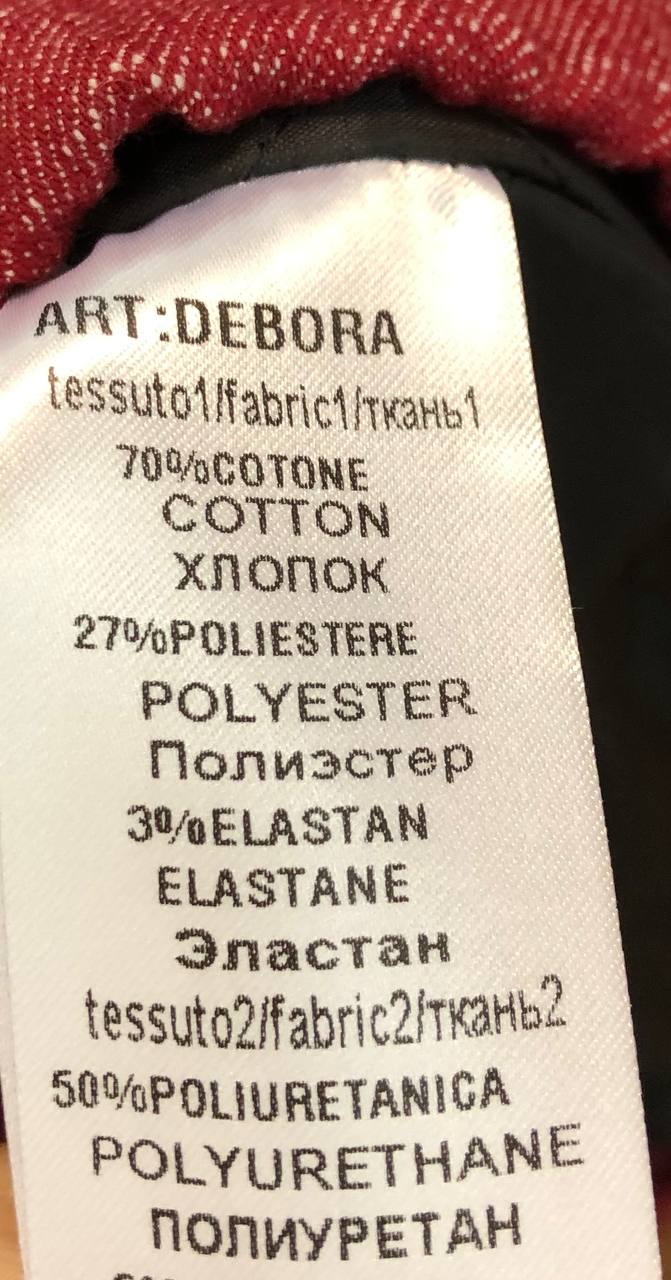 ART:DEBORA
tessuto1/fabric1/ткань1
70%COTONE
COTTON
ХЛОПОК
27%POLIESTERE
POLYESTER
Полиэстер
3%ELASTAN
ELASTANE
Эластан
tessuto2/fabric2/ткань2
50%POLIURETANICA
POLYURETHANE
ПОЛИУРЕТАН